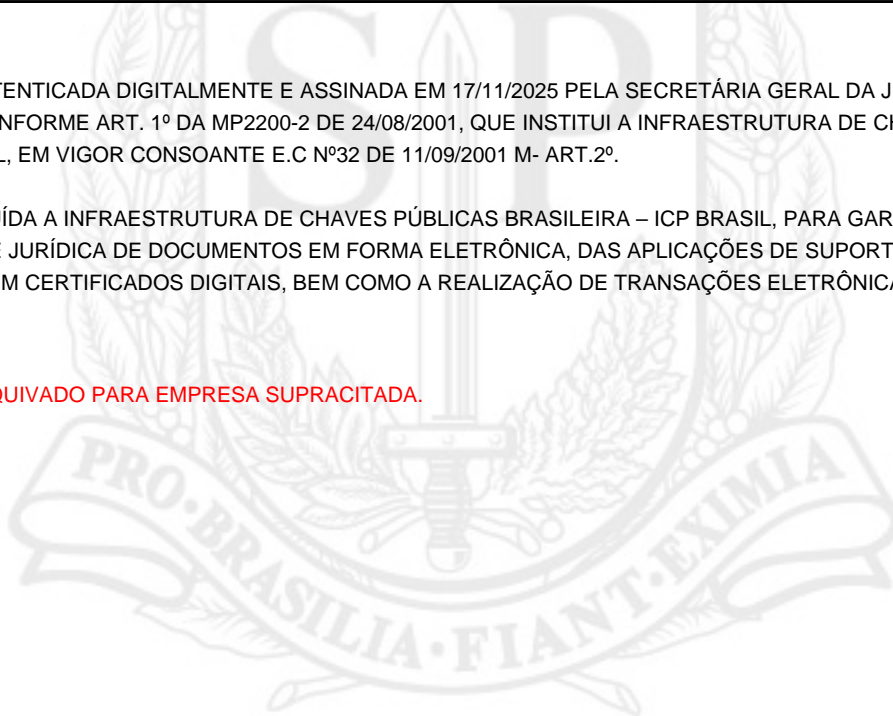 SP
TENTICADA DIGITALMENTE E ASSINADA EM 17/11/2025 PELA SECRETÁRIA GERAL DA J
NFORME ART. 1º DA MP2200-2 DE 24/08/2001, QUE INSTITUI A INFRAESTRUTURA DE CH
L, EM VIGOR CONSOANTE E.C Nº32 DE 11/09/2001 M- ART.2º.
UÍDA A INFRAESTRUTURA DE CHAVES PÚBLICAS BRASILEIRA – ICP BRASIL, PARA GAR
E JURÍDICA DE DOCUMENTOS EM FORMA ELETRÔNICA, DAS APLICAÇÕES DE SUPORT
M CERTIFICADOS DIGITAIS, BEM COMO A REALIZAÇÃO DE TRANSAÇÕES ELETRÔNICA
QUIVADO PARA EMPRESA SUPRACITADA.
PRO·BRASILIA·FIANT·EXIMIA